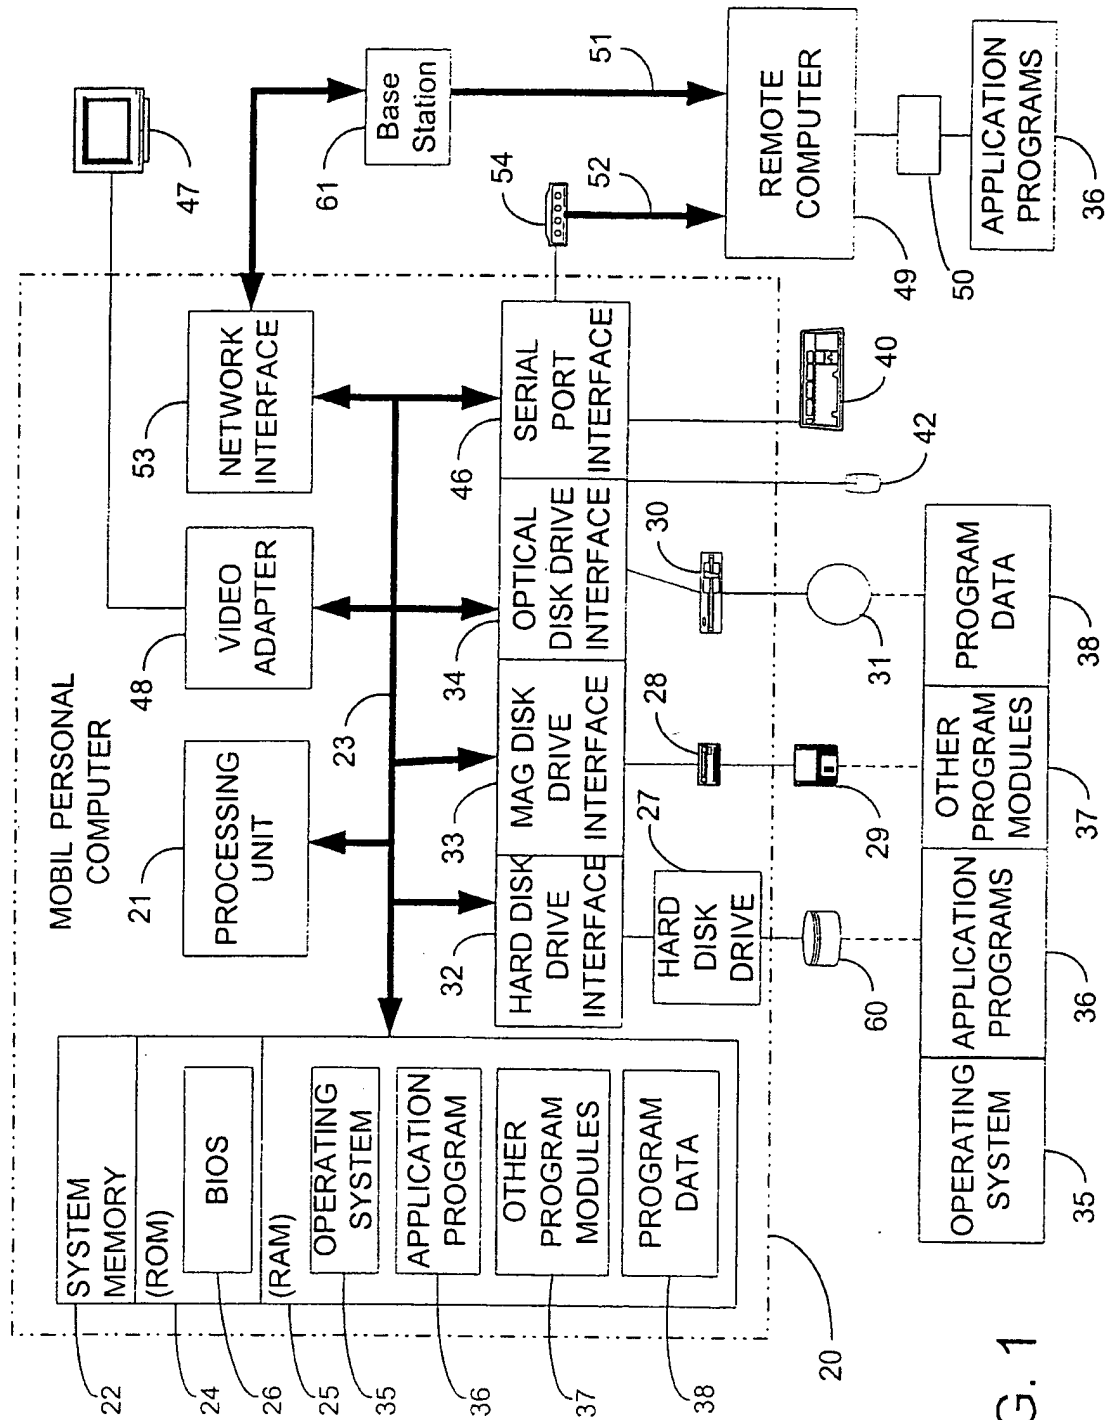 MOBIL PERSONAL
COMPUTER
SYSTEM
MEMORY
(ROM)
BIOS
(RAM)
OPERATING
SYSTEM
APPLICATION
PROGRAM
OTHER
PROGRAM
MODULES
PROGRAM
DATA
22
24
26
25
35
36
37
38
20
PROCESSING
UNIT
21
VIDEO
ADAPTER
48
NETWORK
INTERFACE
53
23
47
Base
Station
61
51
54
52
HARD DISK
DRIVE
INTERFACE
32
MAG DISK
DRIVE
INTERFACE
33
OPTICAL
DISK DRIVE
INTERFACE
34
SERIAL
PORT
INTERFACE
46
HARD
DISK
DRIVE
27
28
30
60
29
31
42
40
REMOTE
COMPUTER
49
50
APPLICATION
PROGRAMS
36
OPERATING
SYSTEM
35
APPLICATION
PROGRAMS
36
OTHER
PROGRAM
MODULES
37
PROGRAM
DATA
38
G. 1